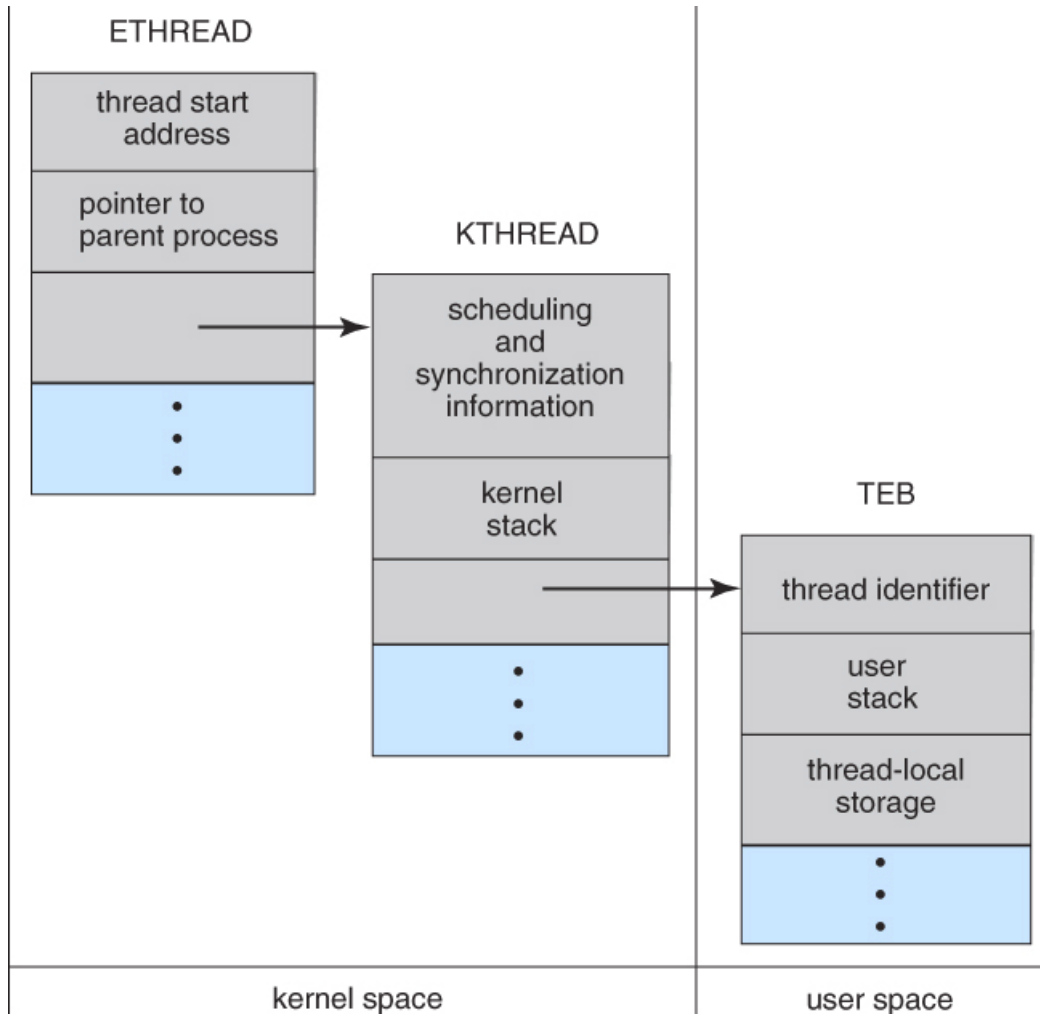 ETHREAD
thread start
address
pointer to
parent process
KTHREAD
scheduling
and
synchronization
information
kernel
stack
TEB
thread identifier
user
stack
thread-local
storage
kernel space
user space